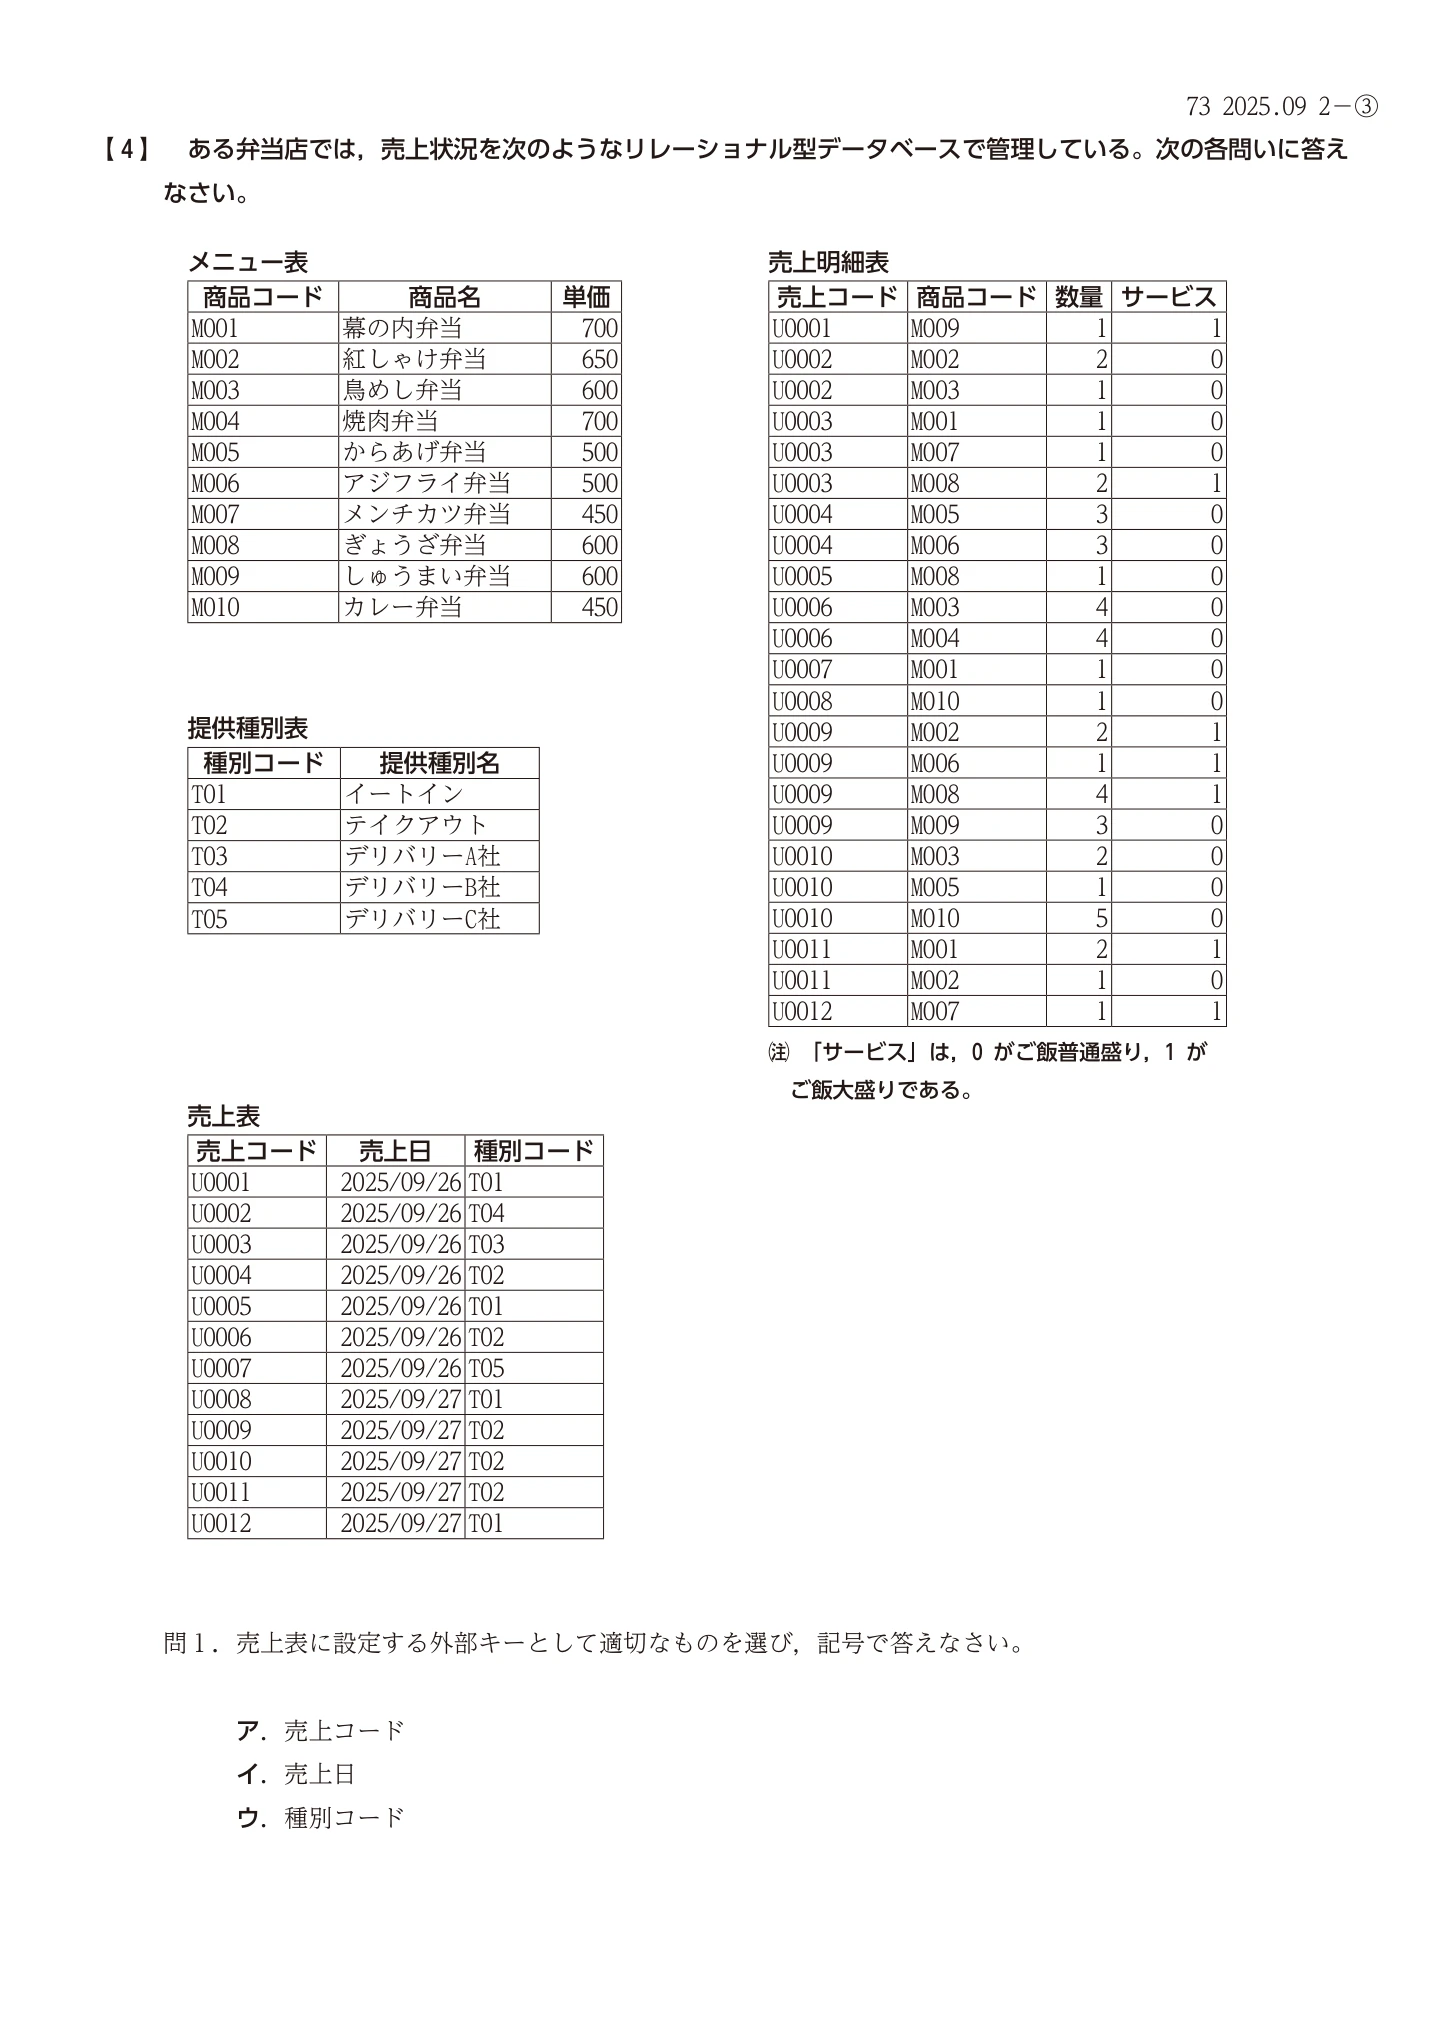 73 2025.09 2－③
【4】 ある弁当店では，売上状況を次のようなリレーショナル型データベースで管理している。次の各問いに答え
なさい。
メニュー表
商品コード 商品名 単価
M001 幕の内弁当 700
M002 紅しゃけ弁当 650
M003 鳥めし弁当 600
M004 焼肉弁当 700
M005 からあげ弁当 500
M006 アジフライ弁当 500
M007 メンチカツ弁当 450
M008 ぎょうざ弁当 600
M009 しゅうまい弁当 600
M010 カレー弁当 450
提供種別表
種別コード 提供種別名
T01 イートイン
T02 テイクアウト
T03 デリバリーA社
T04 デリバリーB社
T05 デリバリーC社
売上明細表
売上コード 商品コード 数量 サービス
U0001 M009 1 1
U0002 M002 2 0
U0002 M003 1 0
U0003 M001 1 0
U0003 M007 1 0
U0003 M008 2 1
U0004 M005 3 0
U0004 M006 3 0
U0005 M008 1 0
U0006 M003 4 0
U0006 M004 4 0
U0007 M001 1 0
U0008 M010 1 0
U0009 M002 2 1
U0009 M006 1 1
U0009 M008 4 1
U0009 M009 3 0
U0010 M003 2 0
U0010 M005 1 0
U0010 M010 5 0
U0011 M001 2 1
U0011 M002 1 0
U0012 M007 1 1
㊟ 「サービス」は，0 がご飯普通盛り，1 が
ご飯大盛りである。
売上表
売上コード 売上日 種別コード
U0001 2025/09/26 T01
U0002 2025/09/26 T04
U0003 2025/09/26 T03
U0004 2025/09/26 T02
U0005 2025/09/26 T01
U0006 2025/09/26 T02
U0007 2025/09/26 T05
U0008 2025/09/27 T01
U0009 2025/09/27 T02
U0010 2025/09/27 T02
U0011 2025/09/27 T02
U0012 2025/09/27 T01
問１．売上表に設定する外部キーとして適切なものを選び，記号で答えなさい。
ア．売上コード
イ．売上日
ウ．種別コード